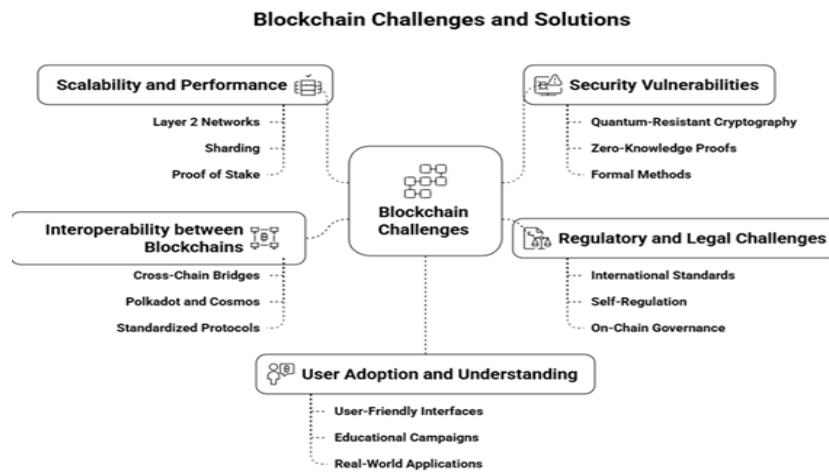 Blockchain Challenges and Solutions
Scalability and Performance
Layer 2 Networks
Sharding
Proof of Stake
Security Vulnerabilities
Quantum-Resistant Cryptography
Zero-Knowledge Proofs
Formal Methods
Blockchain
Challenges
Interoperability between
Blockchains
Cross-Chain Bridges
Polkadot and Cosmos
Standardized Protocols
Regulatory and Legal Challenges
International Standards
Self-Regulation
On-Chain Governance
User Adoption and Understanding
User-Friendly Interfaces
Educational Campaigns
Real-World Applications